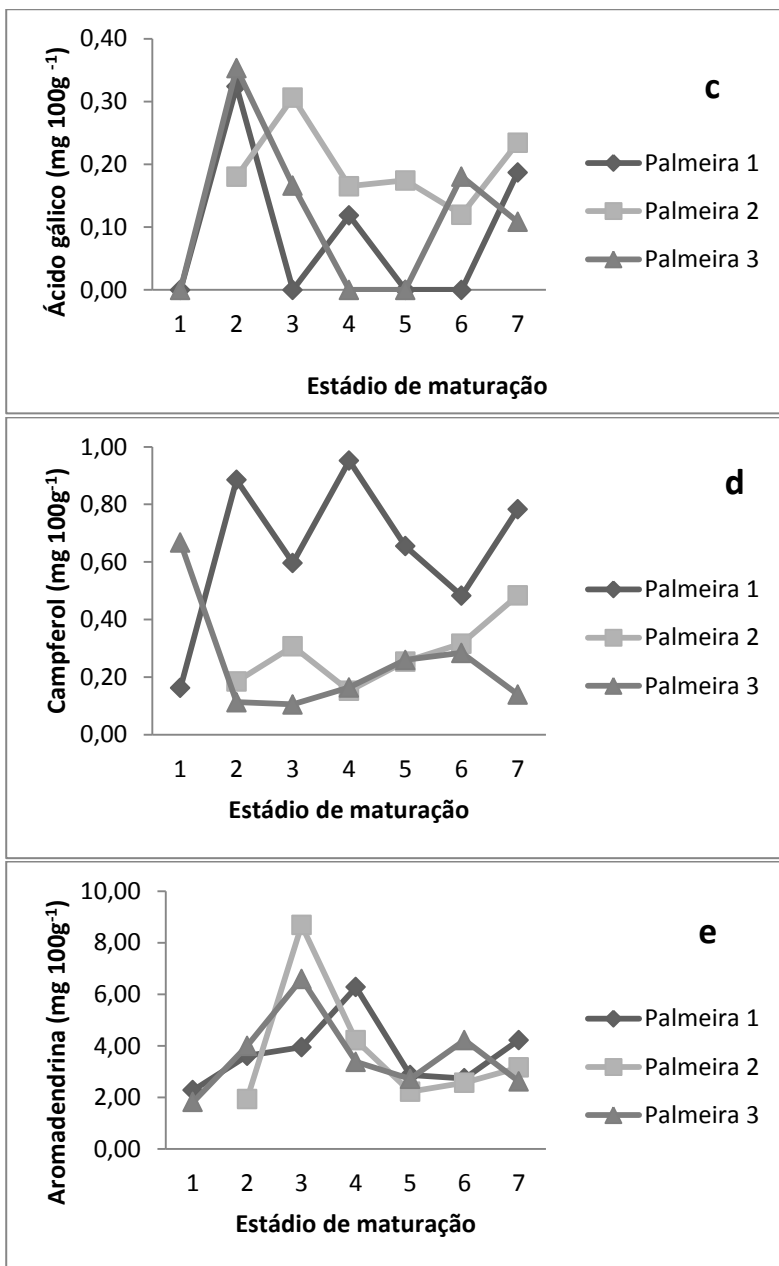 Ácido gálico (mg 100g⁻¹)
0,40
0,30
0,20
0,10
0,00
1 2 3 4 5 6 7
Estádio de maturação
c
Palmeira 1
Palmeira 2
Palmeira 3
Campferol (mg 100g⁻¹)
1,00
0,80
0,60
0,40
0,20
0,00
1 2 3 4 5 6 7
Estádio de maturação
d
Palmeira 1
Palmeira 2
Palmeira 3
Aromadendrina (mg 100g⁻¹)
10,00
8,00
6,00
4,00
2,00
0,00
1 2 3 4 5 6 7
Estádio de maturação
e
Palmeira 1
Palmeira 2
Palmeira 3